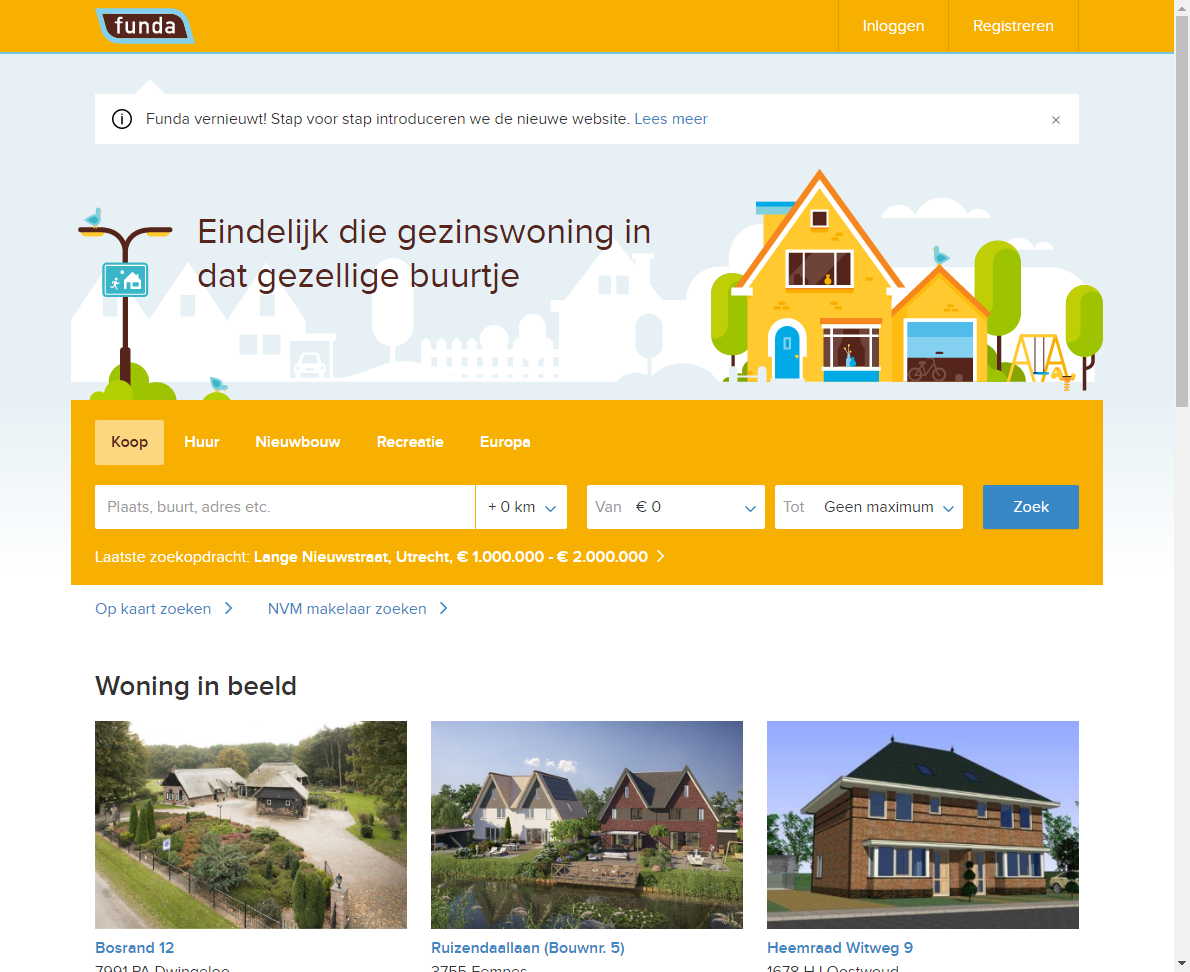 funda
Inloggen
Registreren
Funda vernieuwt! Stap voor stap introduceren we de nieuwe website. Lees meer
Eindelijk die gezinswoning in
dat gezellige buurtje
Koop
Huur
Nieuwbouw
Recreatie
Europa
Plaats, buurt, adres etc.
+ 0 km
Van € 0
Tot Geen maximum
Zoek
Laatste zoekopdracht: Lange Nieuwstraat, Utrecht, € 1.000.000 - € 2.000.000
Op kaart zoeken
NVM makelaar zoeken
Woning in beeld
Bosrand 12
Ruizendaallaan (Bouwnr. 5)
Heemraad Witweg 9
7991 PA Dwingeloo
3755 Eemnes
1678 HJ Oostwoud